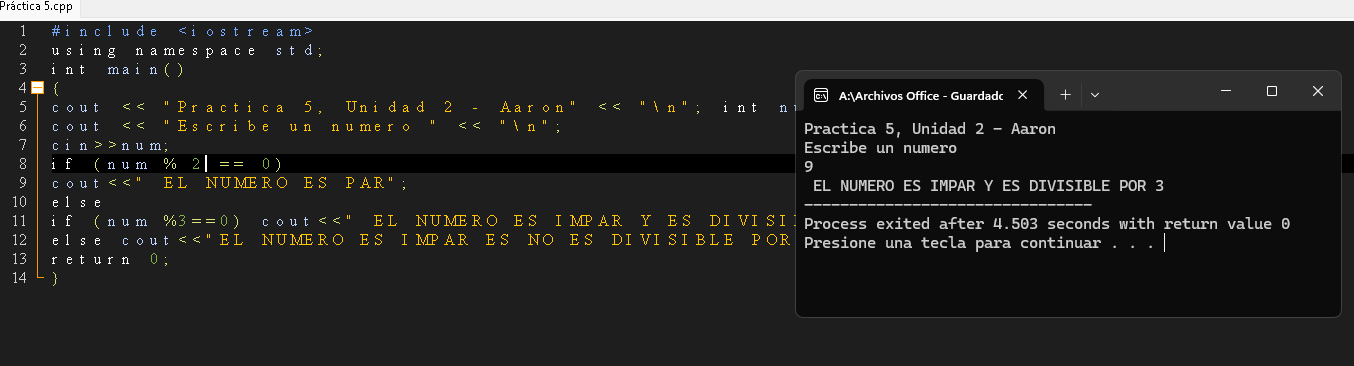 Práctica 5.cpp
1 #include <iostream>
2 using namespace std;
3 int main()
4 {
5 cout << "Practica 5, Unidad 2 - Aaron" << "\n"; int nu
6 cout << "Escribe un numero " << "\n";
7 cin>>num;
8 if (num % 2 == 0)
9 cout<<" EL NUMERO ES PAR";
10 else
11 if (num %3==0) cout<<" EL NUMERO ES IMPAR Y ES DIVISI
12 else cout<<"EL NUMERO ES IMPAR ES NO ES DIVISIBLE POR
13 return 0;
14 }
A:\Archivos Office - Guardado
Practica 5, Unidad 2 - Aaron
Escribe un numero
9
EL NUMERO ES IMPAR Y ES DIVISIBLE POR 3
--------------------------------
Process exited after 4.503 seconds with return value 0
Presione una tecla para continuar . . .